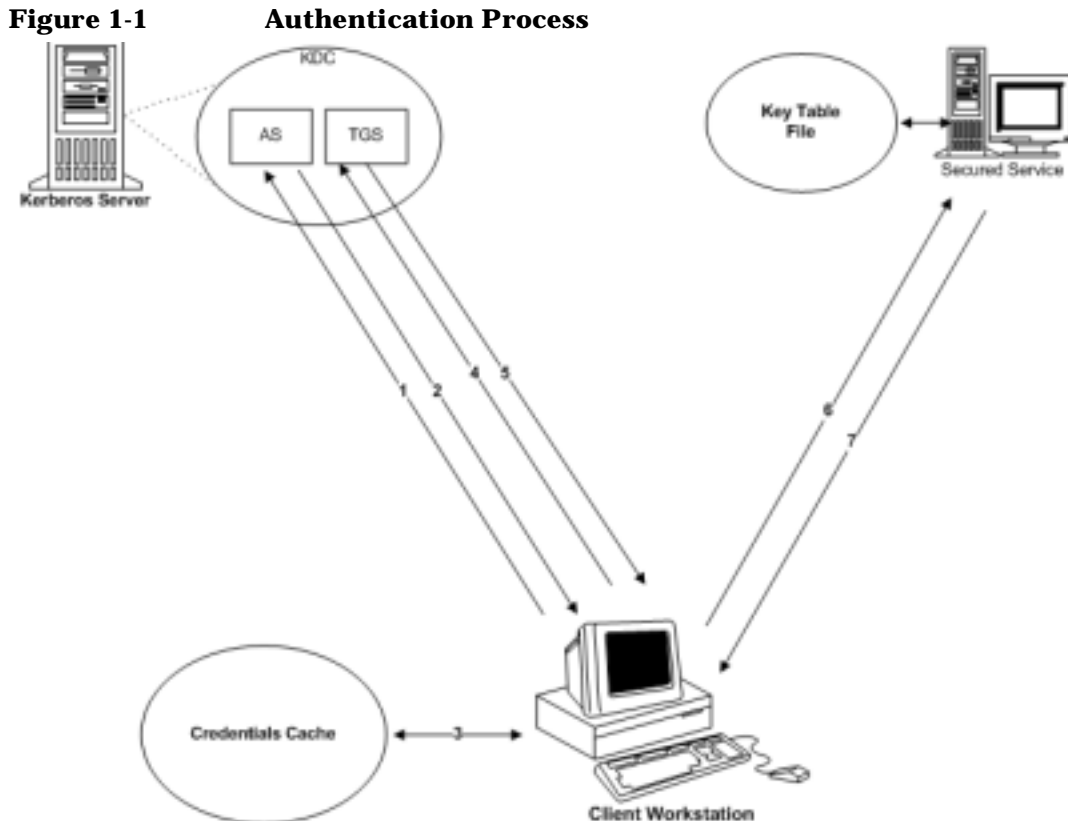 Figure 1-1 Authentication Process
KDC
AS
TGS
Kerberos Server
Key Table
File
Secured Service
1
2
4
5
6
7
Credentials Cache
3
Client Workstation